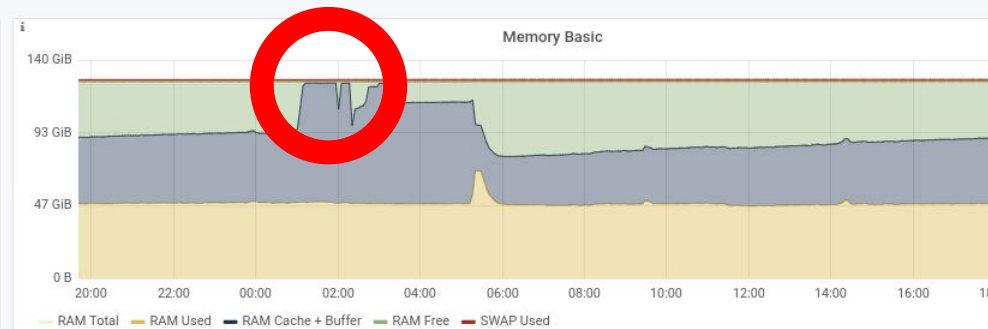 i
Memory Basic
140 GiB
93 GiB
47 GiB
0 B
20:00 22:00 00:00 02:00 04:00 06:00 08:00 10:00 12:00 14:00 16:00 18
RAM Total RAM Used RAM Cache + Buffer RAM Free SWAP Used